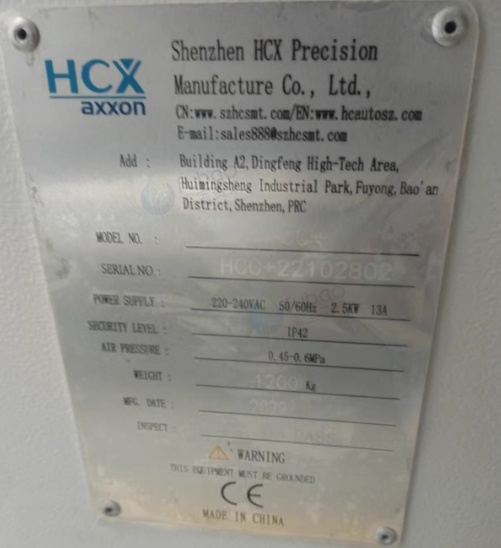 HCX
axxon
Shenzhen HCX Precision
Manufacture Co., Ltd.,
CN:www.szhcsmt.com/EN:www.hcautosz.com
E-mail:sales888@szhcsmt.com
Add : Building A2,Dingfeng High-Tech Area,
Huimingsheng Industrial Park,Fuyong,Bao'an
District,Shenzhen,PRC
MODEL NO. :
SERIAL NO.: HCC+22102802
POWER SUPPLY : 220-240VAC 50/60Hz 2.5KW 13A
SECURITY LEVEL : IP42
AIR PRESSURE : 0.45-0.6MPa
WEIGHT : 1200 Kg
MFG. DATE :
INSPECT :
WARNING
THIS EQUIPMENT MUST BE GROUNDED
CE
MADE IN CHINA